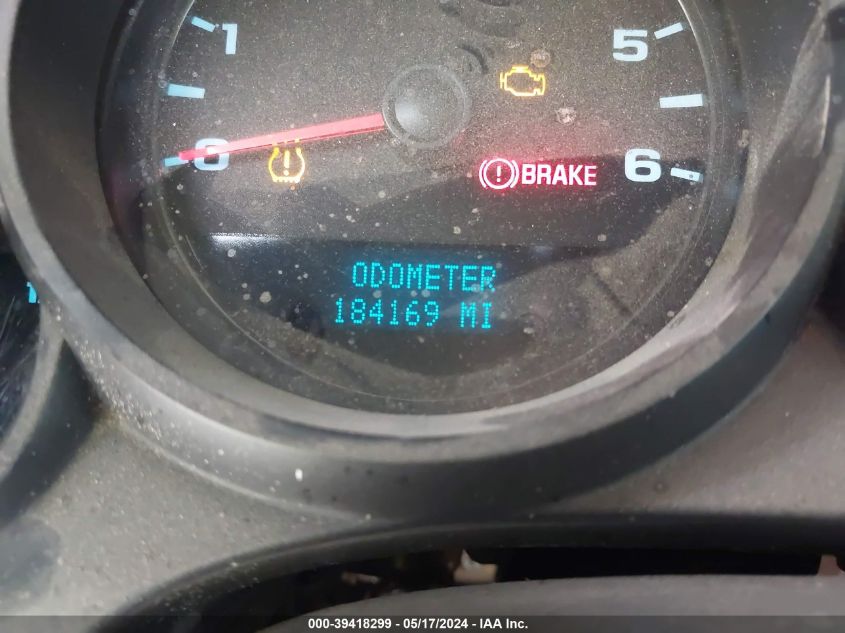 1
5
0
6
BRAKE
ODOMETER
184169 MI
000-39418299 - 05/17/2024 - IAA Inc.